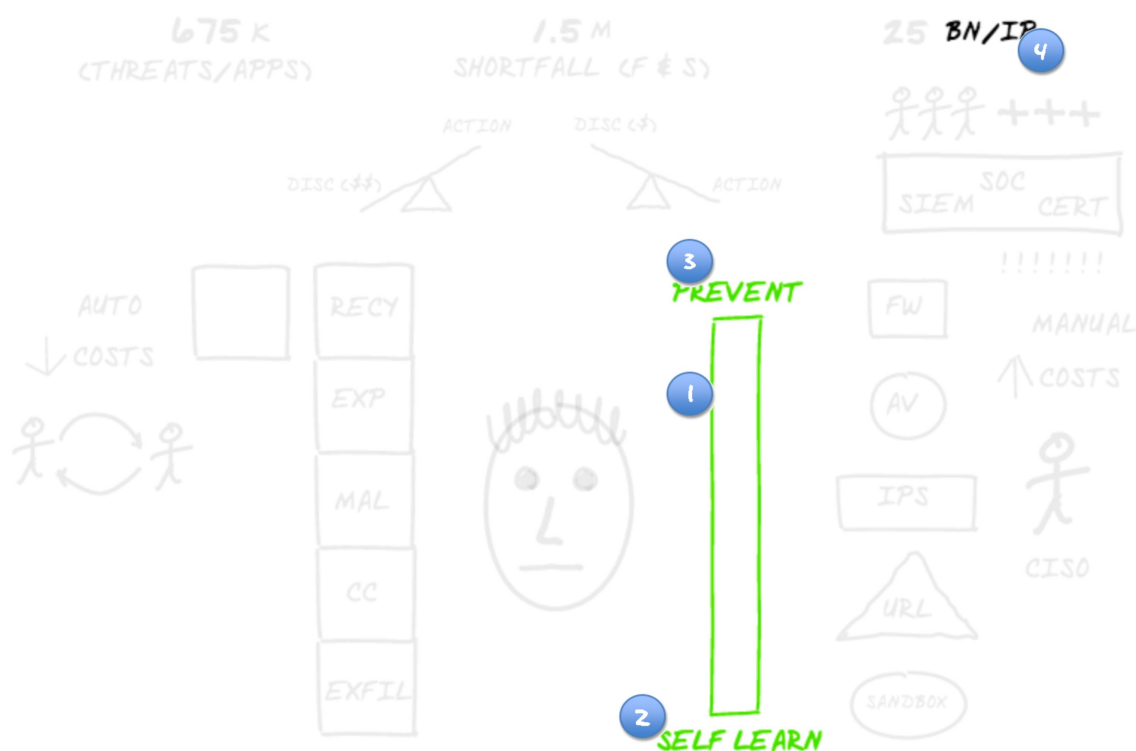 675 K
(THREATS/APPS)
1.5 M
SHORTFALL (F & S)
25 BN/IP
4
ACTION
DISC ($$)
DISC ($)
ACTION
SOC
SIEM
CERT
!!!!!!!
3
PREVENT
1
2
SELF LEARN
AUTO
↓ COSTS
RECY
EXP
MAL
CC
EXFIL
FW
AV
IPS
URL
SANDBOX
MANUAL
↑ COSTS
CISO
+++